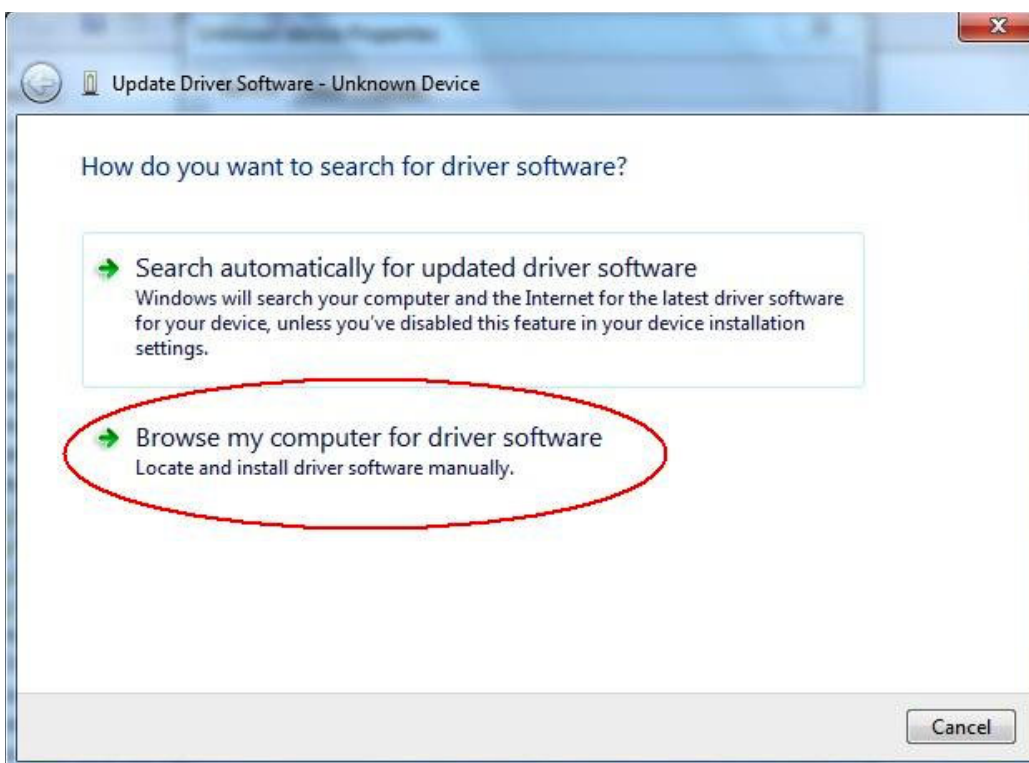 Update Driver Software - Unknown Device
How do you want to search for driver software?
Search automatically for updated driver software
Windows will search your computer and the Internet for the latest driver software
for your device, unless you've disabled this feature in your device installation
settings.
Browse my computer for driver software
Locate and install driver software manually.
Cancel